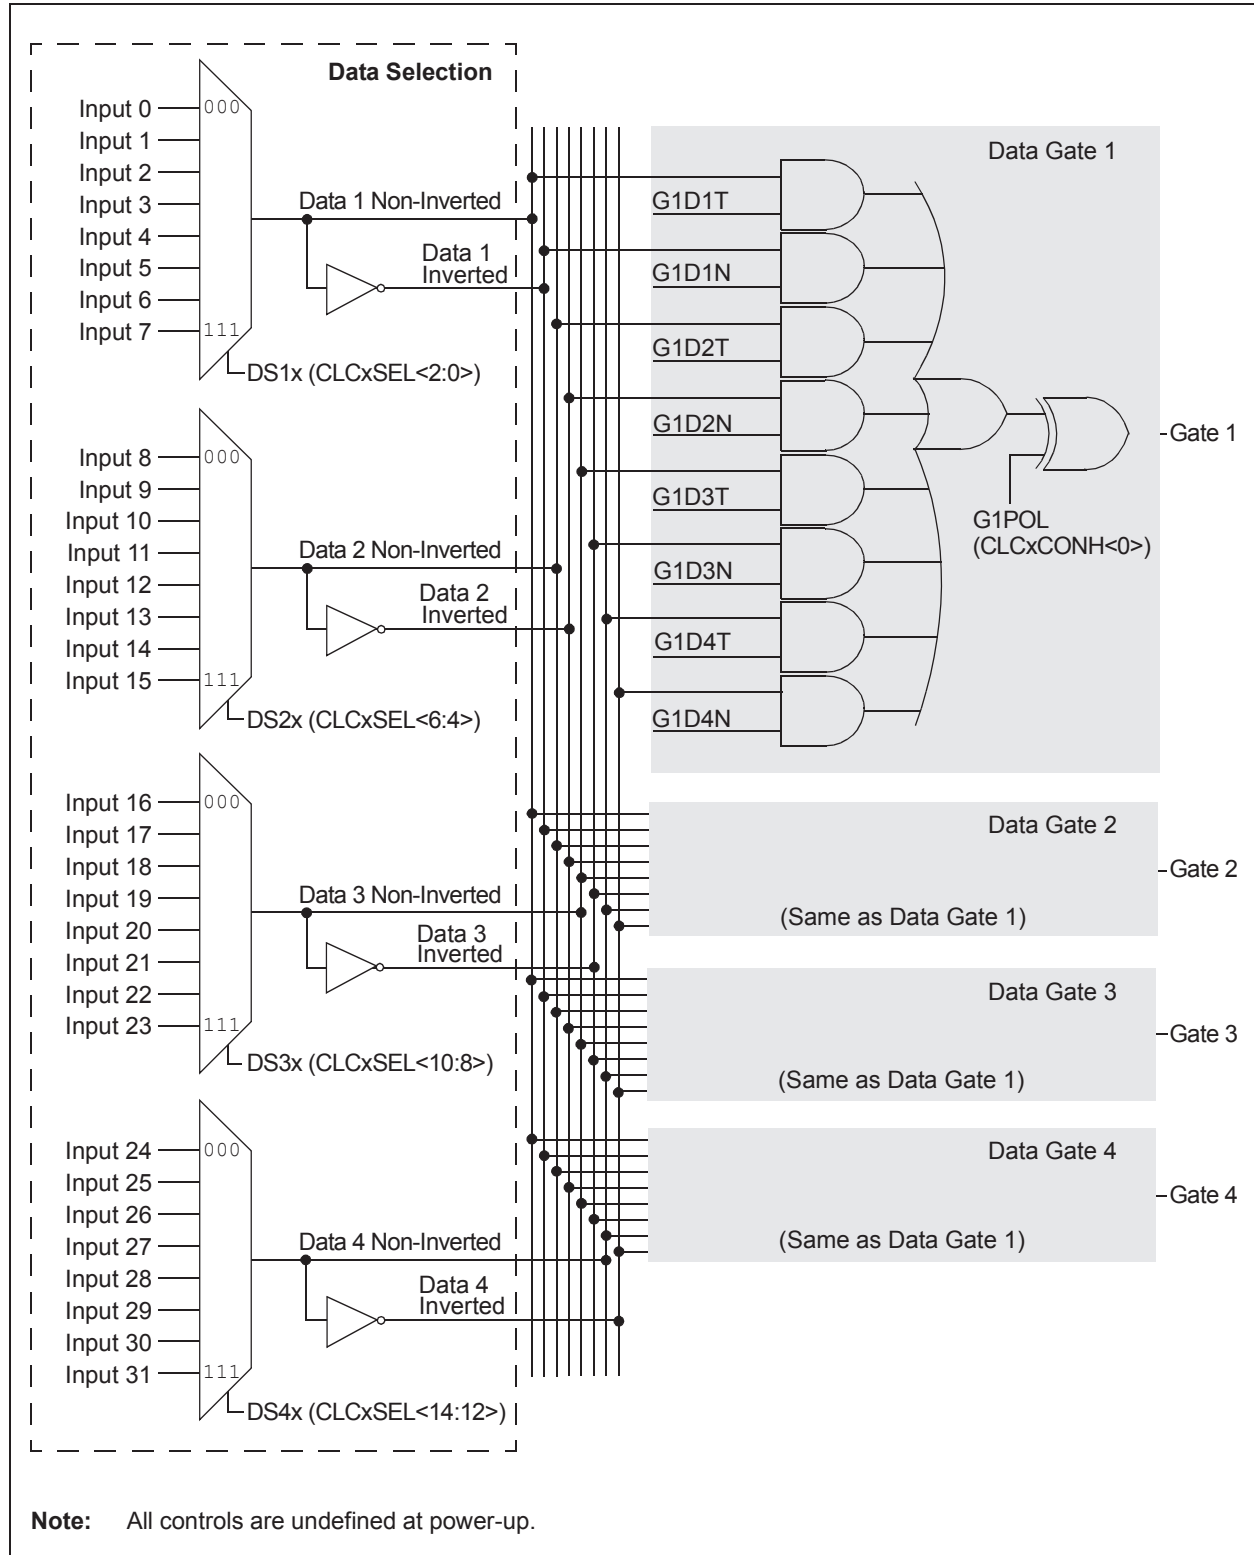 Data Selection
Input 0
000
Input 1
Input 2
Input 3
Input 4
Input 5
Input 6
Input 7
111
Data 1 Non-Inverted
Data 1
Inverted
DS1x (CLCxSEL<2:0>)
Input 8
000
Input 9
Input 10
Input 11
Input 12
Input 13
Input 14
Input 15
111
Data 2 Non-Inverted
Data 2
Inverted
DS2x (CLCxSEL<6:4>)
Input 16
000
Input 17
Input 18
Input 19
Input 20
Input 21
Input 22
Input 23
111
Data 3 Non-Inverted
Data 3
Inverted
DS3x (CLCxSEL<10:8>)
Input 24
000
Input 25
Input 26
Input 27
Input 28
Input 29
Input 30
Input 31
111
Data 4 Non-Inverted
Data 4
Inverted
DS4x (CLCxSEL<14:12>)
Data Gate 1
G1D1T
G1D1N
G1D2T
G1D2N
G1D3T
G1D3N
G1D4T
G1D4N
G1POL
(CLCxCONH<0>)
Gate 1
Data Gate 2
(Same as Data Gate 1)
Gate 2
Data Gate 3
(Same as Data Gate 1)
Gate 3
Data Gate 4
(Same as Data Gate 1)
Gate 4
Note: All controls are undefined at power-up.